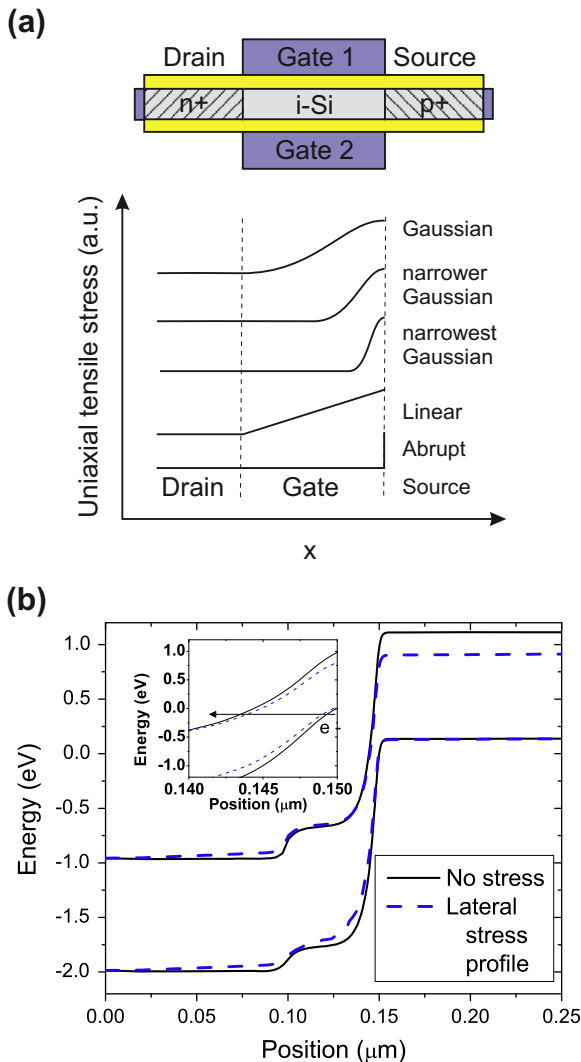 (a)
Drain Gate 1 Source
n+ i-Si p+
Gate 2
Uniaxial tensile stress (a.u.)
Gaussian
narrower
Gaussian
narrowest
Gaussian
Linear
Abrupt
Drain Gate Source
x
(b)
1.0
0.5
0.0
-0.5
-1.0
-1.5
-2.0
Energy (eV)
1.0
0.5
0.0
-0.5
-1.0
Energy (eV)
e
0.140 0.145 0.150
Position (μm)
No stress
Lateral
stress
profile
0.00 0.05 0.10 0.15 0.20 0.25
Position (μm)